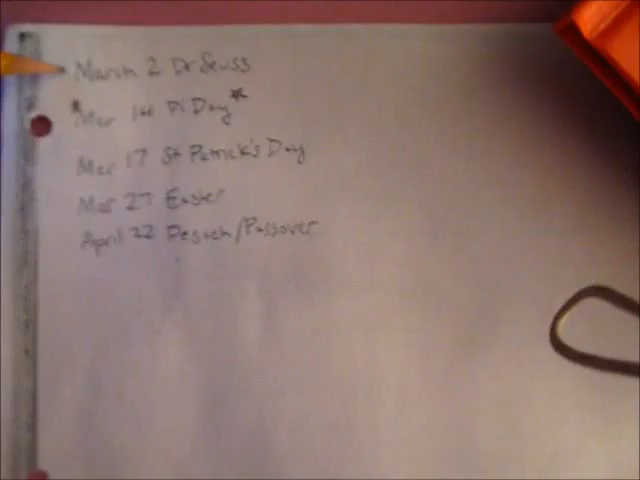 March 2 Dr Seuss
*Mar 14 Pi Day*
Mar 17 St Patrick's Day
Mar 27 Easter
April 22 Pesach/Passover